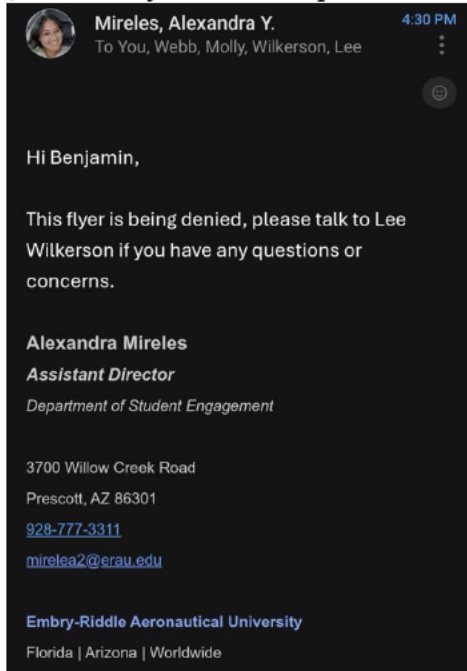 Mireles, Alexandra Y.
4:30 PM
To You, Webb, Molly, Wilkerson, Lee
Hi Benjamin,
This flyer is being denied, please talk to Lee
Wilkerson if you have any questions or
concerns.
Alexandra Mireles
Assistant Director
Department of Student Engagement
3700 Willow Creek Road
Prescott, AZ 86301
928-777-3311
mirelea2@erau.edu
Embry-Riddle Aeronautical University
Florida | Arizona | Worldwide